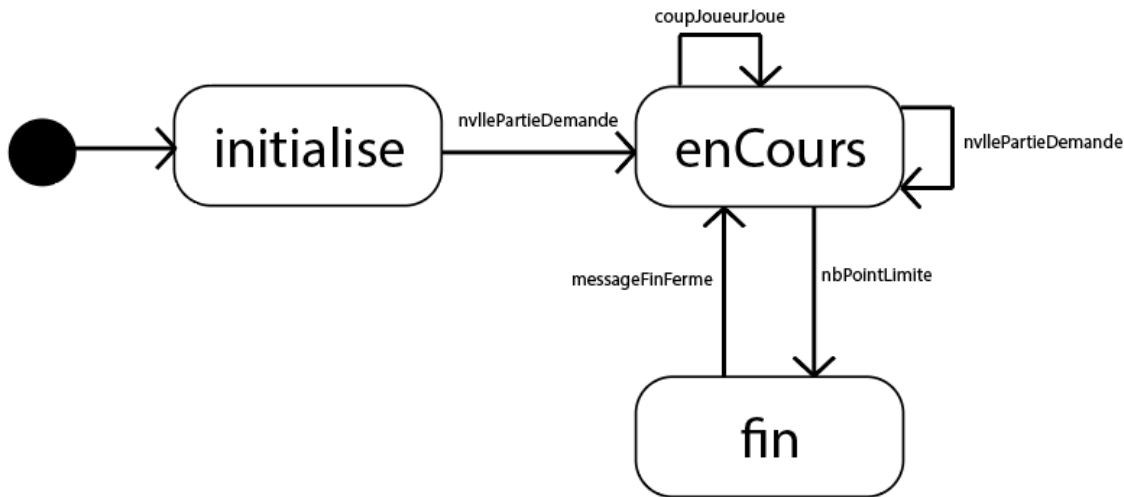 coupJoueurJoue
initialise
nvllePartieDemande
enCours
nvllePartieDemande
messageFinFerme
nbPointLimite
fin